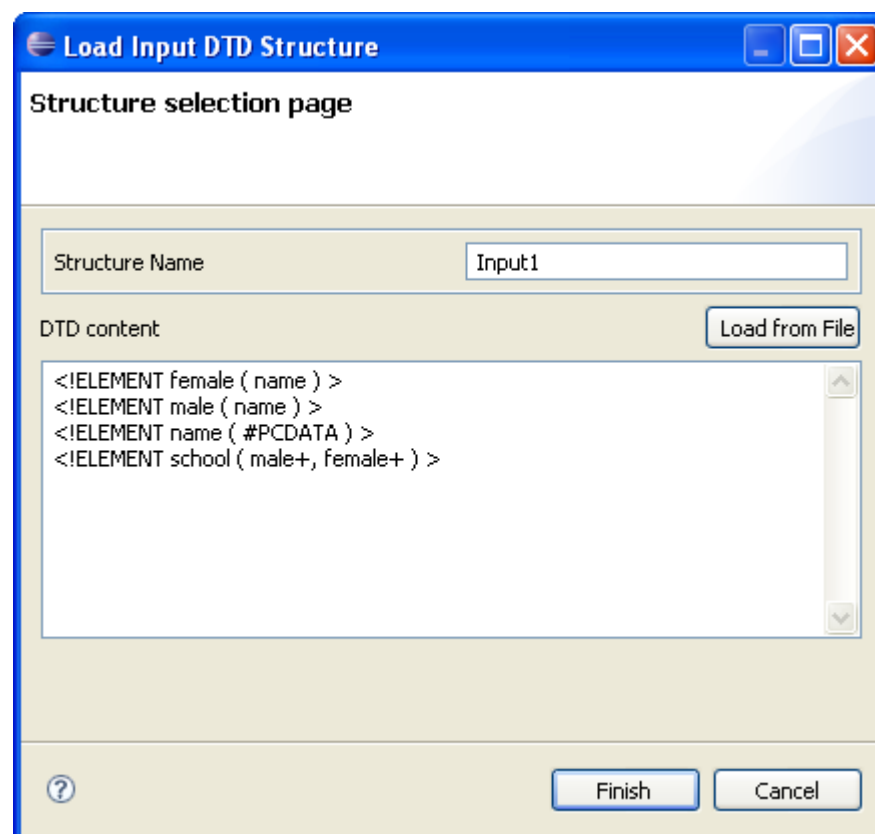 Load Input DTD Structure
Structure selection page
Structure Name
Input1
DTD content
Load from File
<!ELEMENT female ( name ) >
<!ELEMENT male ( name ) >
<!ELEMENT name ( #PCDATA ) >
<!ELEMENT school ( male+, female+ ) >
?
Finish
Cancel